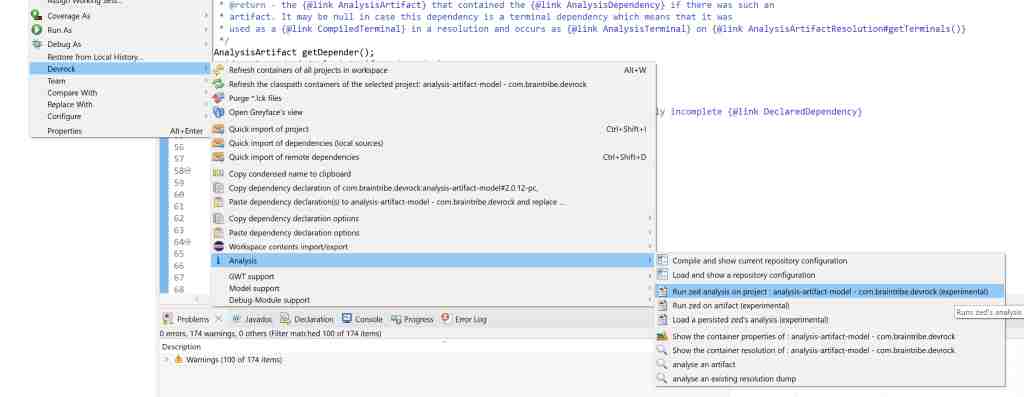 Assign Working Sets...
Coverage As
Run As
Debug As
Restore from Local History...
Devrock
Team
Compare With
Replace With
Configure
Properties Alt+Enter
* @return - the {@link AnalysisArtifact} that contained the {@link AnalysisDependency} if there was such an
* artifact. It may be null in case this dependency is a terminal dependency which means that it was
* used as a {@link CompiledTerminal} in a resolution and occurs as {@link AnalysisTerminal} on {@link AnalysisArtifactResolution#getTerminals()}
*/
AnalysisArtifact getDepender();
Refresh containers of all projects in workspace Alt+W
Refresh the classpath containers of the selected project: analysis-artifact-model - com.braintribe.devrock
Purge *.lck files
Open Greyface's view
ly incomplete {@link DeclaredDependency}
Quick import of project Ctrl+Shift+I
Quick import of dependencies (local sources)
Quick import of remote dependencies Ctrl+Shift+D
Copy condensed name to clipboard
Copy dependency declaration of com.braintribe.devrock:analysis-artifact-model#2.0.12-pc,
Paste dependency declaration(s) to analysis-artifact-model - com.braintribe.devrock and replace ...
Copy dependency declaration options
Paste dependency declaration options
Workspace contents import/export
Analysis
GWT support
Model support
Debug-Module support
56
57
58
59
60
61
62
63
64
65
66
67
68
Compile and show current repository configuration
Load and show a repository configuration
Run zed analysis on project : analysis-artifact-model - com.braintribe.devrock (experimental)
Run zed on artifact (experimental)
Load a persisted zed's analysis (experimental)
Show the container properties of : analysis-artifact-model - com.braintribe.devrock
Show the container resolution of : analysis-artifact-model - com.braintribe.devrock
analyse an artifact
analyse an existing resolution dump
Runs zed's analysis
Problems Javadoc Declaration Console Progress Error Log
0 errors, 174 warnings, 0 others (Filter matched 100 of 174 items)
Description
Warnings (100 of 174 items)